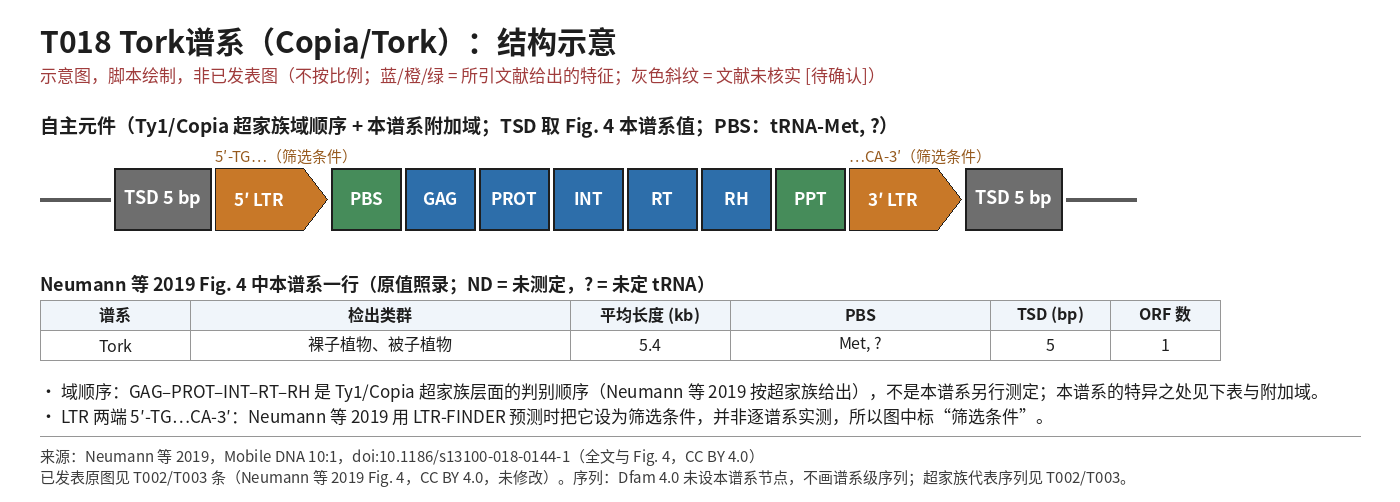 T018 Tork谱系（Copia/Tork）：结构示意
示意图，脚本绘制，非已发表图（不按比例；蓝/橙/绿 = 所引文献给出的特征；灰色斜纹 = 文献未核实 [待确认]）
自主元件（Ty1/Copia 超家族域顺序 + 本谱系附加域；TSD 取 Fig. 4 本谱系值；PBS：tRNA-Met, ?）
5′-TG…（筛选条件） …CA-3′（筛选条件）
TSD 5 bp 5′ LTR PBS GAG PROT INT RT RH PPT 3′ LTR TSD 5 bp
Neumann 等 2019 Fig. 4 中本谱系一行（原值照录；ND = 未测定，? = 未定 tRNA）
谱系 检出类群 平均长度 (kb) PBS TSD (bp) ORF 数
Tork 裸子植物、被子植物 5.4 Met, ? 5 1
· 域顺序：GAG–PROT–INT–RT–RH 是 Ty1/Copia 超家族层面的判别顺序（Neumann 等 2019 按超家族给出），不是本谱系另行测定；本谱系的特异之处见下表与附加域。
· LTR 两端 5′-TG…CA-3′：Neumann 等 2019 用 LTR-FINDER 预测时把它设为筛选条件，并非逐谱系实测，所以图中标“筛选条件”。
来源：Neumann 等 2019，Mobile DNA 10:1，doi:10.1186/s13100-018-0144-1（全文与 Fig. 4，CC BY 4.0）
已发表原图见 T002/T003 条（Neumann 等 2019 Fig. 4，CC BY 4.0，未修改）。序列：Dfam 4.0 未设本谱系节点，不画谱系级序列；超家族代表序列见 T002/T003。